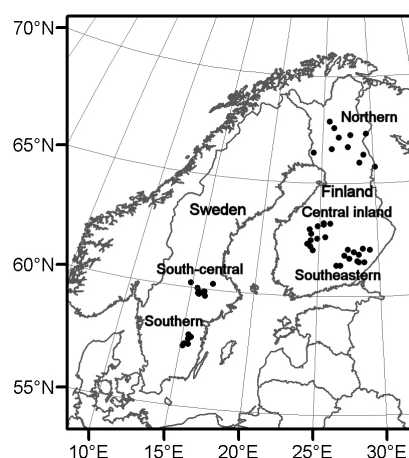 70°N
Northern
65°N
Finland
Sweden
Central inland
60°N
South-central
Southeastern
Southern
55°N
10°E
15°E
20°E
25°E
30°E